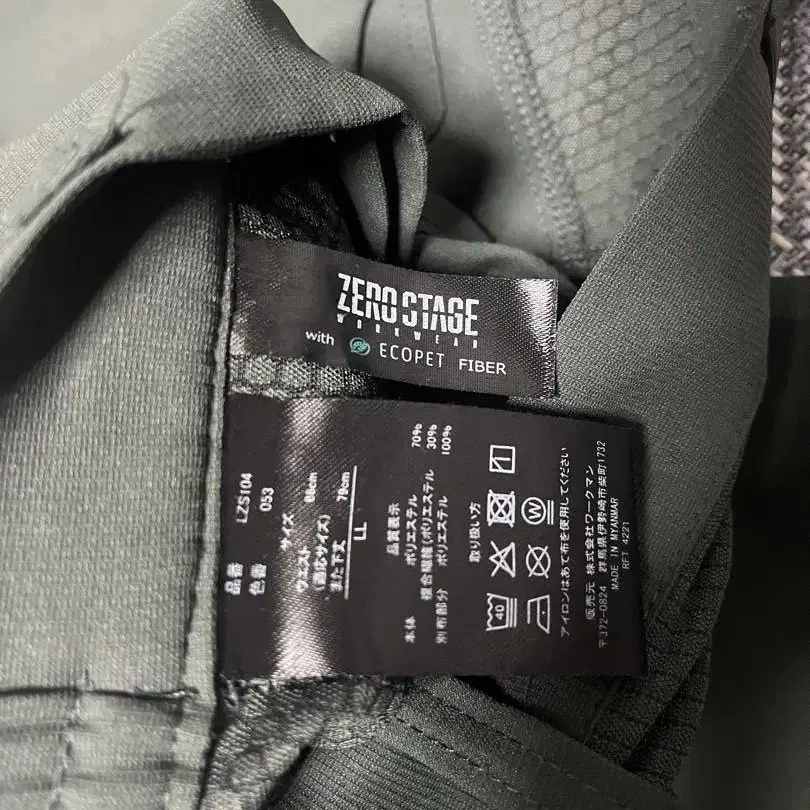 ZERO STAGE
WORKWEAR
with ECOPET FIBER
品番 LZS104
色番 053
サイズ
ウエスト
(適応サイズ) 88cm
また下丈 78cm
LL
品質表示
本体 ポリエステル 70%
複合繊維(ポリエステル) 30%
別布部分 ポリエステル 100%
取り扱い方
40
W
アイロンはあて布を使用してください
販売元 株式会社ワークマン
〒372-0824 群馬県伊勢崎市柴町1732
MADE IN MYANMAR
RFT 4221